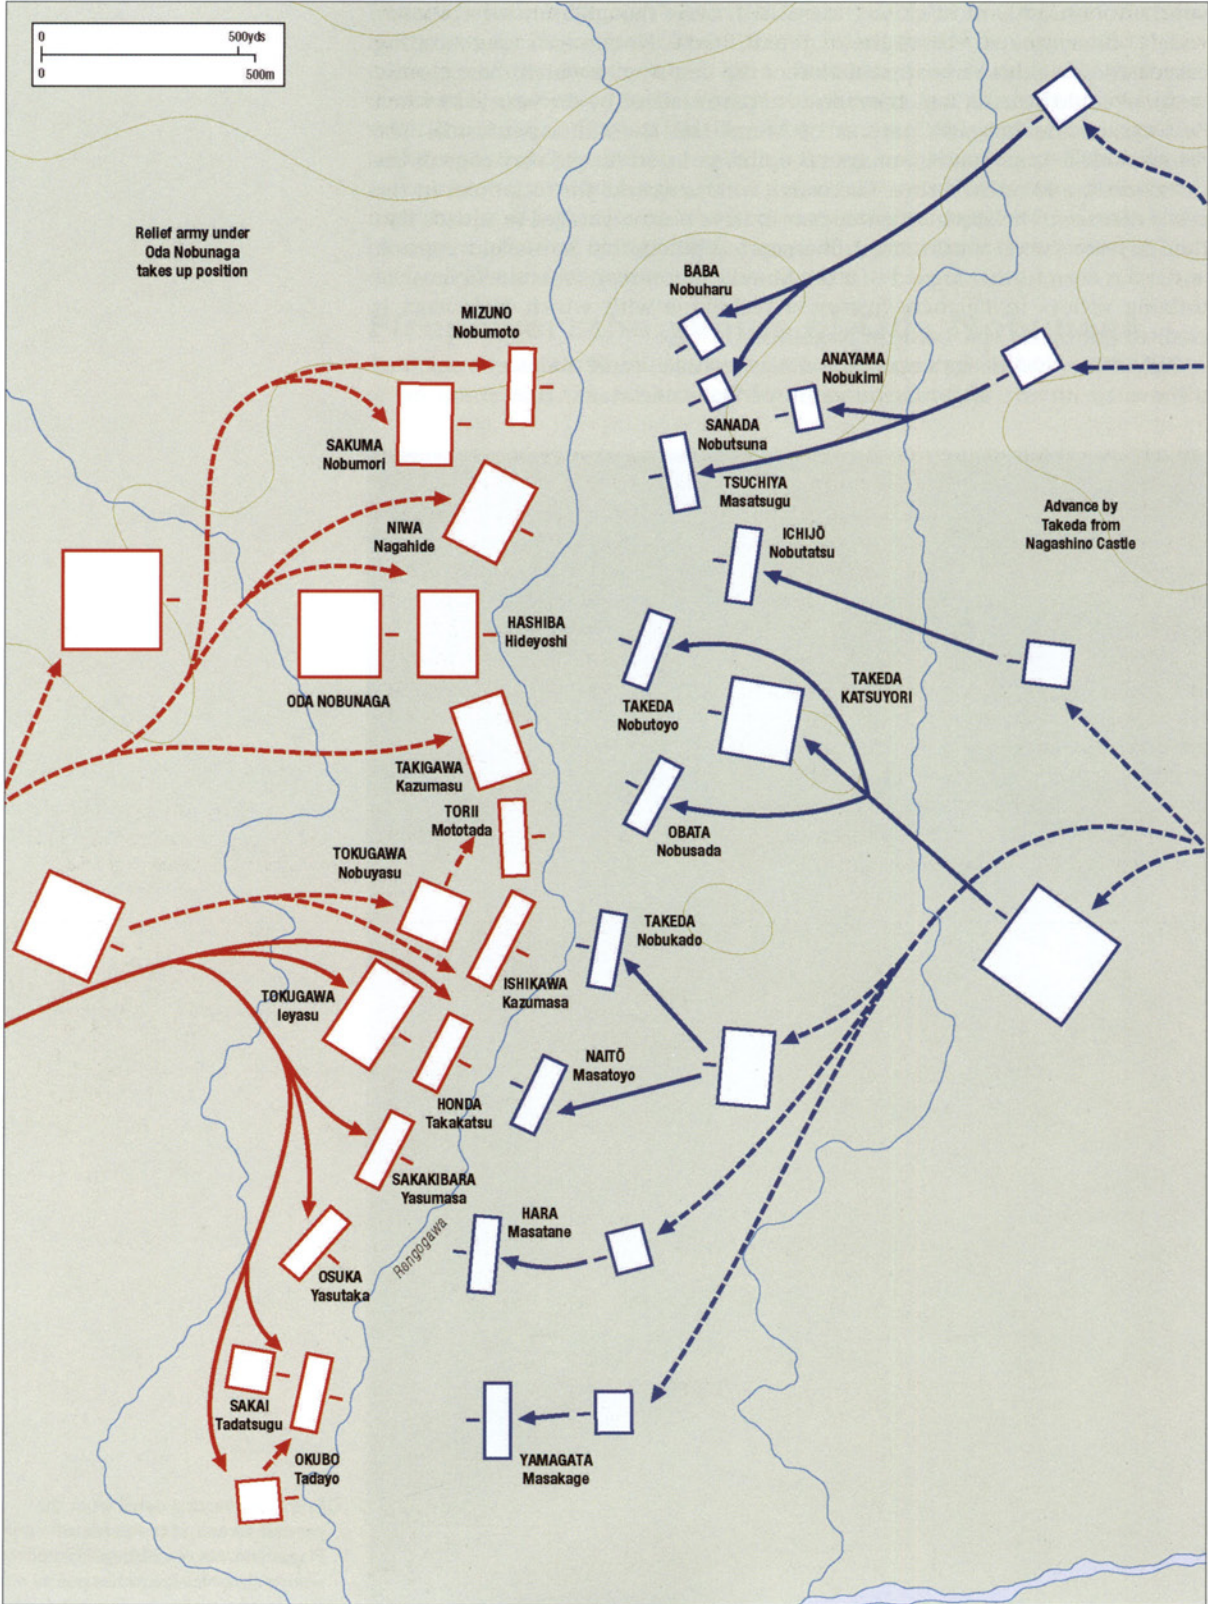 0 500yds
0 500m
Relief army under
Oda Nobunaga
takes up position
BABA
Nobuharu
MIZUNO
Nobumoto
ANAYAMA
Nobukimi
SAKUMA
Nobumori
SANADA
Nobutsuna
TSUCHIYA
Masatsugu
NIWA
Nagahide
ICHIJŌ
Nobutatsu
Advance by
Takeda from
Nagashino Castle
HASHIBA
Hideyoshi
ODA NOBUNAGA
TAKEDA
Nobutoyo
TAKEDA
KATSUYORI
TAKIGAWA
Kazumasu
TORII
Mototada
OBATA
Nobusada
TOKUGAWA
Nobuyasu
TAKEDA
Nobukado
ISHIKAWA
Kazumasa
TOKUGAWA
Ieyasu
NAITŌ
Masatoyo
HONDA
Takakatsu
SAKAKIBARA
Yasumasa
HARA
Masatane
Rengogawa
OSUKA
Yasutaka
SAKAI
Tadatsugu
OKUBO
Tadayo
YAMAGATA
Masakage